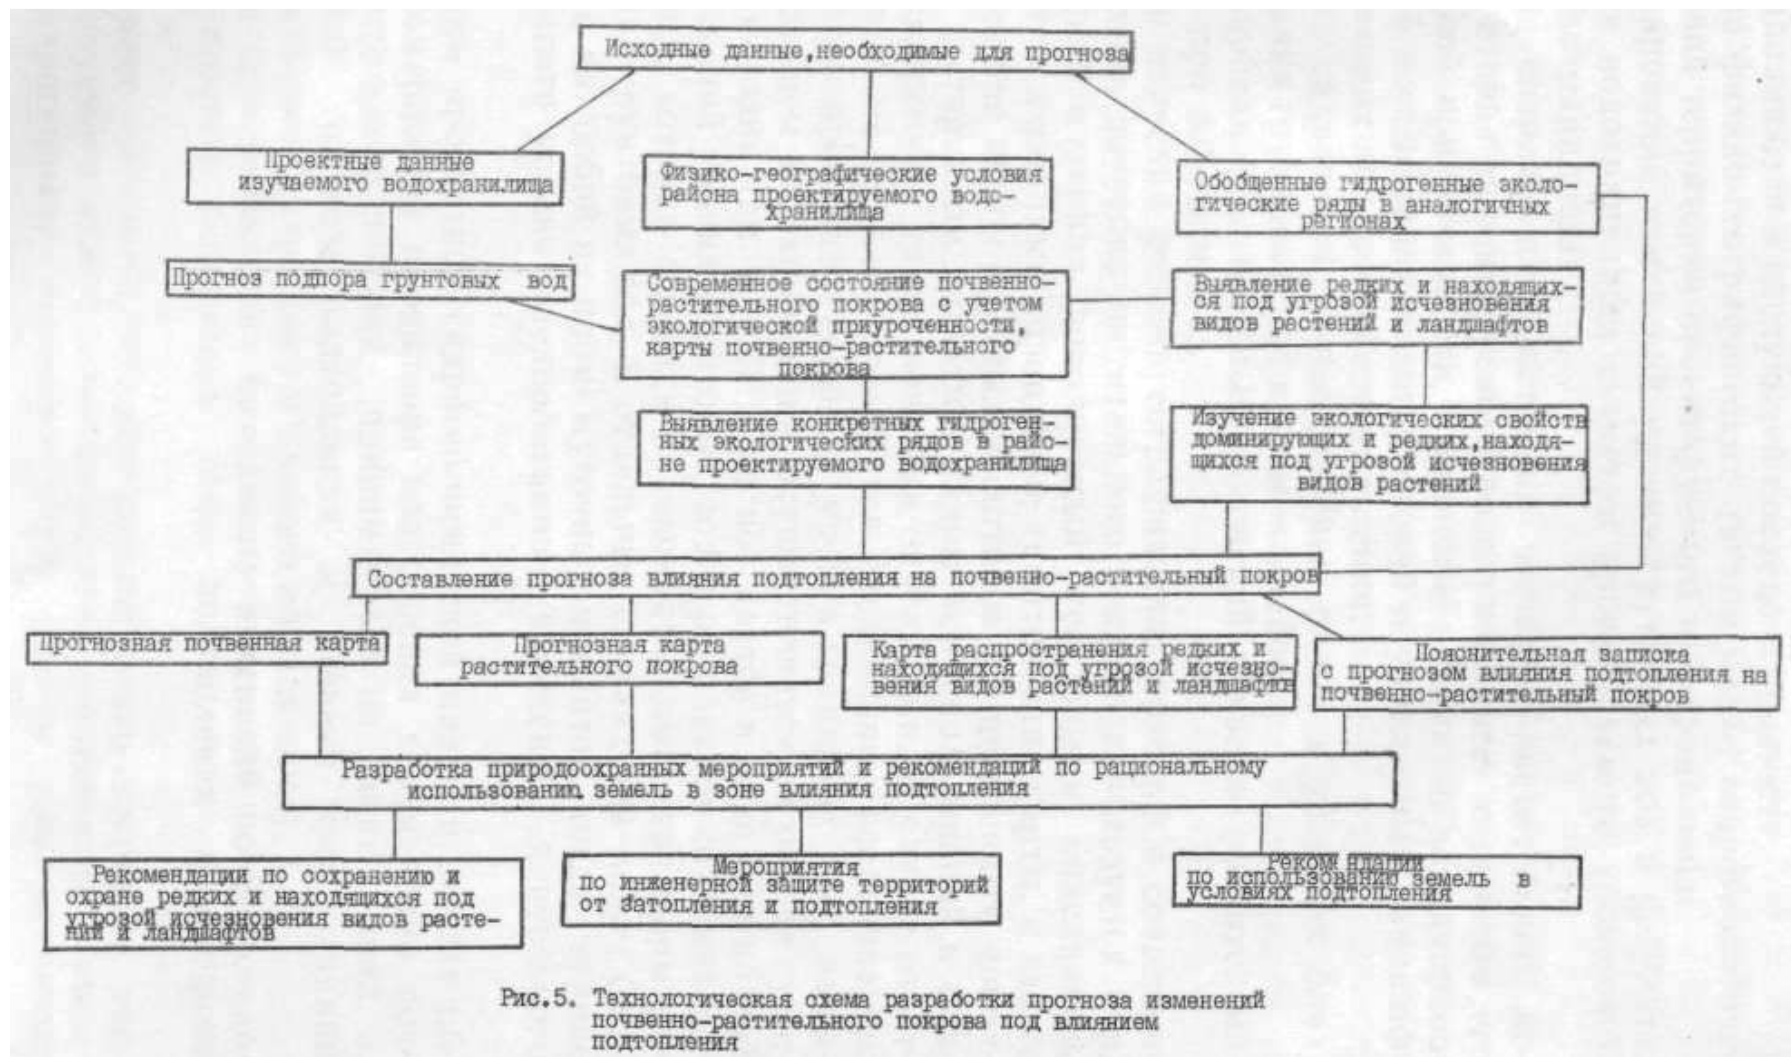 Исходные данные, необходимые для прогноза
Проектные данные
изучаемого водохранилища
Физико-географические условия
района проектируемого водо-
хранилища
Обобщенные гидрогенные эколо-
гические ряды в аналогичных
регионах
Прогноз подпора грунтовых вод
Современное состояние почвенно-
растительного покрова с учетом
экологической приуроченности,
карты почвенно-растительного
покрова
Выявление редких и находящих-
ся под угрозой исчезновения
видов растений и ландшафтов
Выявление конкретных гидроген-
ных экологических рядов в райо-
не проектируемого водохранилища
Изучение экологических свойств
доминирующих и редких, находя-
щихся под угрозой исчезновения
видов растений
Составление прогноза влияния подтопления на почвенно-растительный покров
Прогнозная почвенная карта
Прогнозная карта
растительного покрова
Карта распространения редких и
находящихся под угрозой исчезно-
вения видов растений и ландшафтов
Пояснительная записка
с прогнозом влияния подтопления на
почвенно-растительный покров
Разработка природоохранных мероприятий и рекомендаций по рациональному
использованию земель в зоне влияния подтопления
Рекомендации по сохранению и
охране редких и находящихся под
угрозой исчезновения видов расте-
ний и ландшафтов
Мероприятия
по инженерной защите территорий
от затопления и подтопления
Рекомендации
по использованию земель в
условиях подтопления
Рис.5. Технологическая схема разработки прогноза изменений
почвенно-растительного покрова под влиянием
подтопления